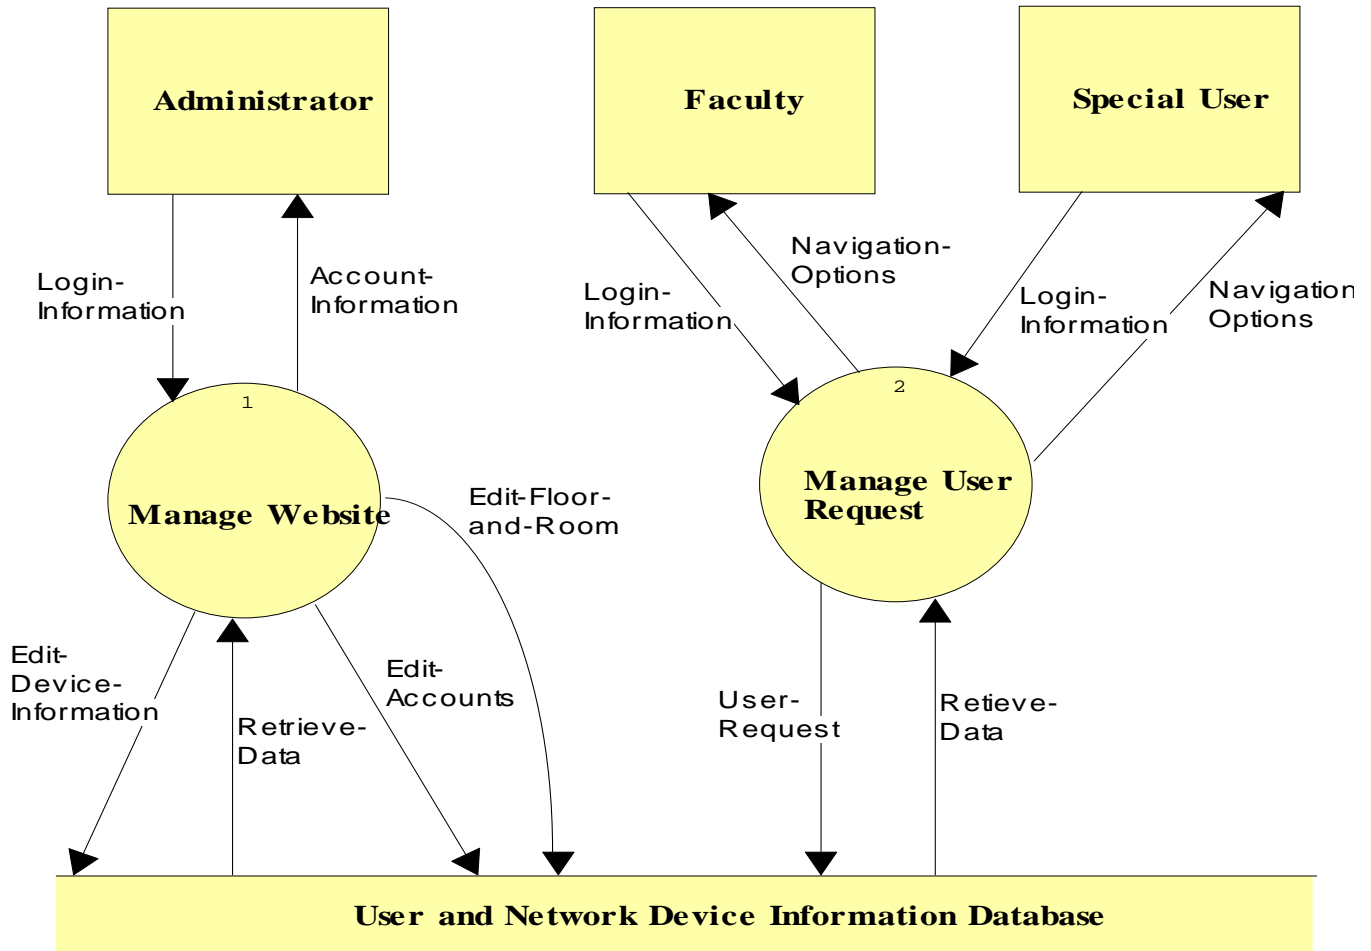 Administrator
Faculty
Special User
Login-
Information
Account-
Information
Login-
Information
Navigation-
Options
Login-
Information
Navigation
Options
1
Manage Website
2
Manage User
Request
Edit-Floor-
and-Room
Edit-
Device-
Information
Retrieve-
Data
Edit-
Accounts
User-
Request
Retieve-
Data
User and Network Device Information Database